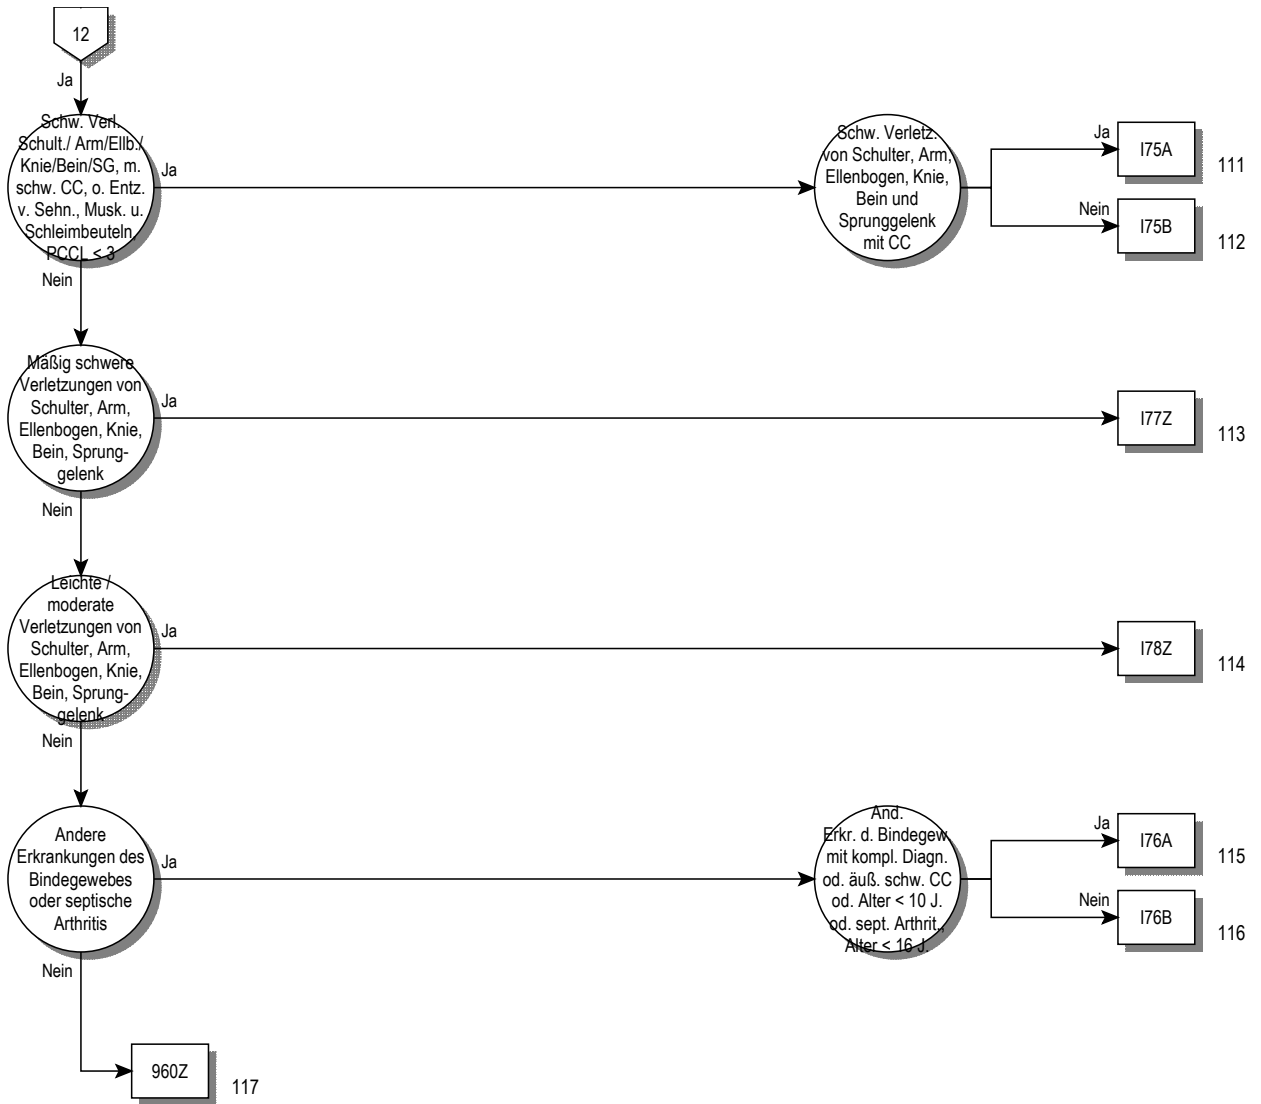 12
Ja
Schw. Verl.
Schult./ Arm/Ellb./
Knie/Bein/SG, m.
schw. CC, o. Entz.
v. Sehn., Musk. u.
Schleimbeuteln,
PCCL < 3
Ja
Schw. Verletz.
von Schulter, Arm,
Ellenbogen, Knie,
Bein und
Sprunggelenk
mit CC
Ja
I75A
111
Nein
I75B
112
Nein
Mäßig schwere
Verletzungen von
Schulter, Arm,
Ellenbogen, Knie,
Bein, Sprung-
gelenk
Ja
I77Z
113
Nein
Leichte /
moderate
Verletzungen von
Schulter, Arm,
Ellenbogen, Knie,
Bein, Sprung-
gelenk
Ja
I78Z
114
Nein
Andere
Erkrankungen des
Bindegewebes
oder septische
Arthritis
Ja
And.
Erkr. d. Bindegew.
mit kompl. Diagn.
od. äuß. schw. CC
od. Alter < 10 J.
od. sept. Arthrit.,
Alter < 16 J.
Ja
I76A
115
Nein
I76B
116
Nein
960Z
117